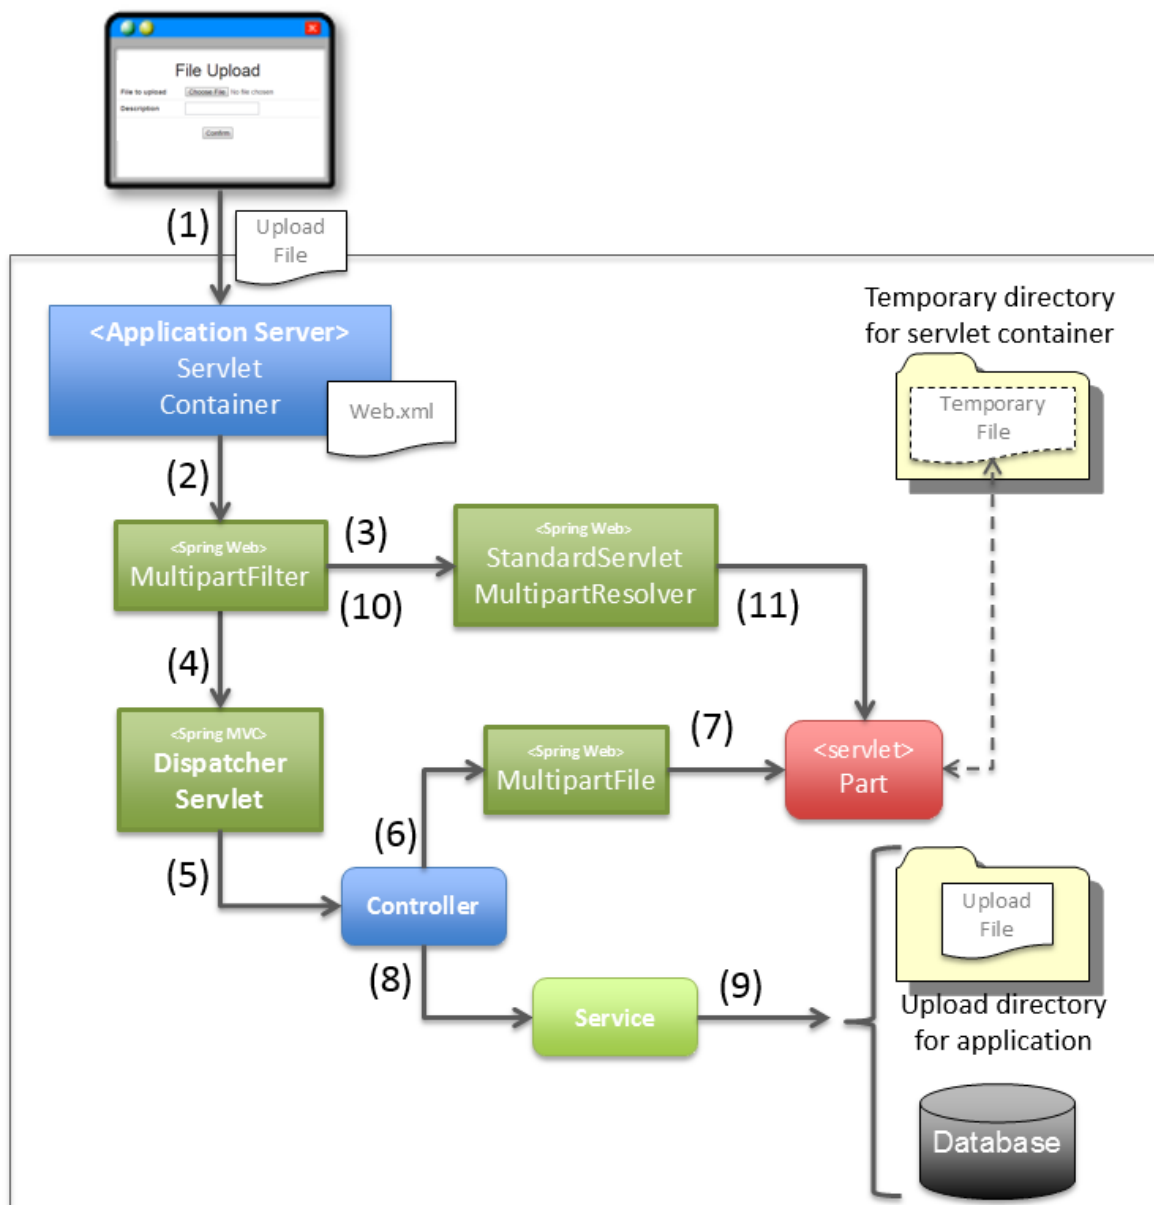 File Upload
File to upload Choose File No file chosen
Description
Confirm
(1)
Upload
File
<Application Server>
Servlet
Container
Web.xml
Temporary directory
for servlet container
Temporary
File
(2)
<Spring Web>
MultipartFilter
(3)
(10)
<Spring Web>
StandardServlet
MultipartResolver
(11)
(4)
<Spring MVC>
Dispatcher
Servlet
<Spring Web>
MultipartFile
(7)
<servlet>
Part
(5)
(6)
Controller
(8)
Service
(9)
Upload
File
Upload directory
for application
Database